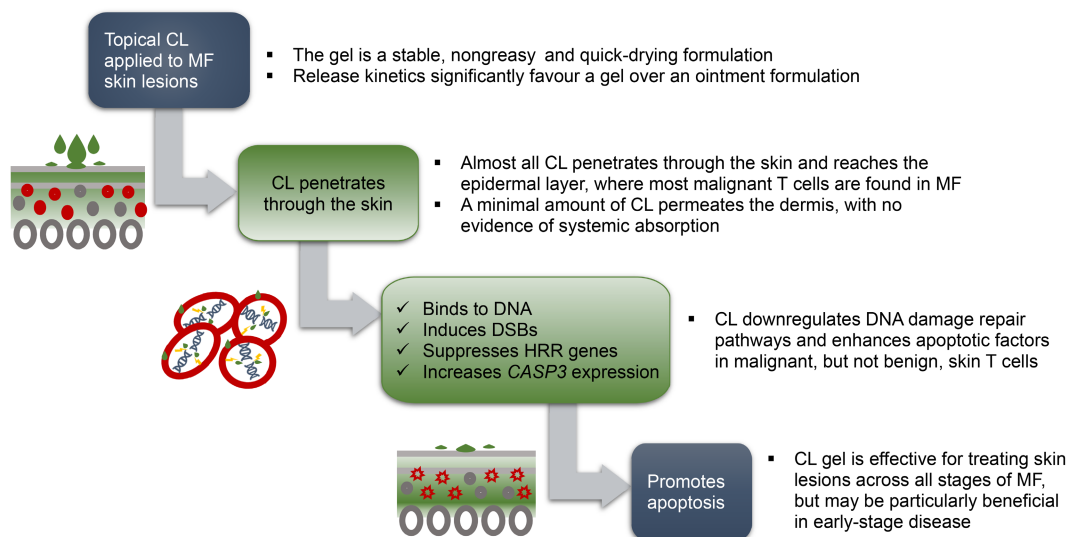 Topical CL
applied to MF
skin lesions
▪ The gel is a stable, nongreasy and quick-drying formulation
▪ Release kinetics significantly favour a gel over an ointment formulation
CL penetrates
through the skin
▪ Almost all CL penetrates through the skin and reaches the
epidermal layer, where most malignant T cells are found in MF
▪ A minimal amount of CL permeates the dermis, with no
evidence of systemic absorption
✓ Binds to DNA
✓ Induces DSBs
✓ Suppresses HRR genes
✓ Increases CASP3 expression
▪ CL downregulates DNA damage repair
pathways and enhances apoptotic factors
in malignant, but not benign, skin T cells
Promotes
apoptosis
▪ CL gel is effective for treating skin
lesions across all stages of MF,
but may be particularly beneficial
in early-stage disease